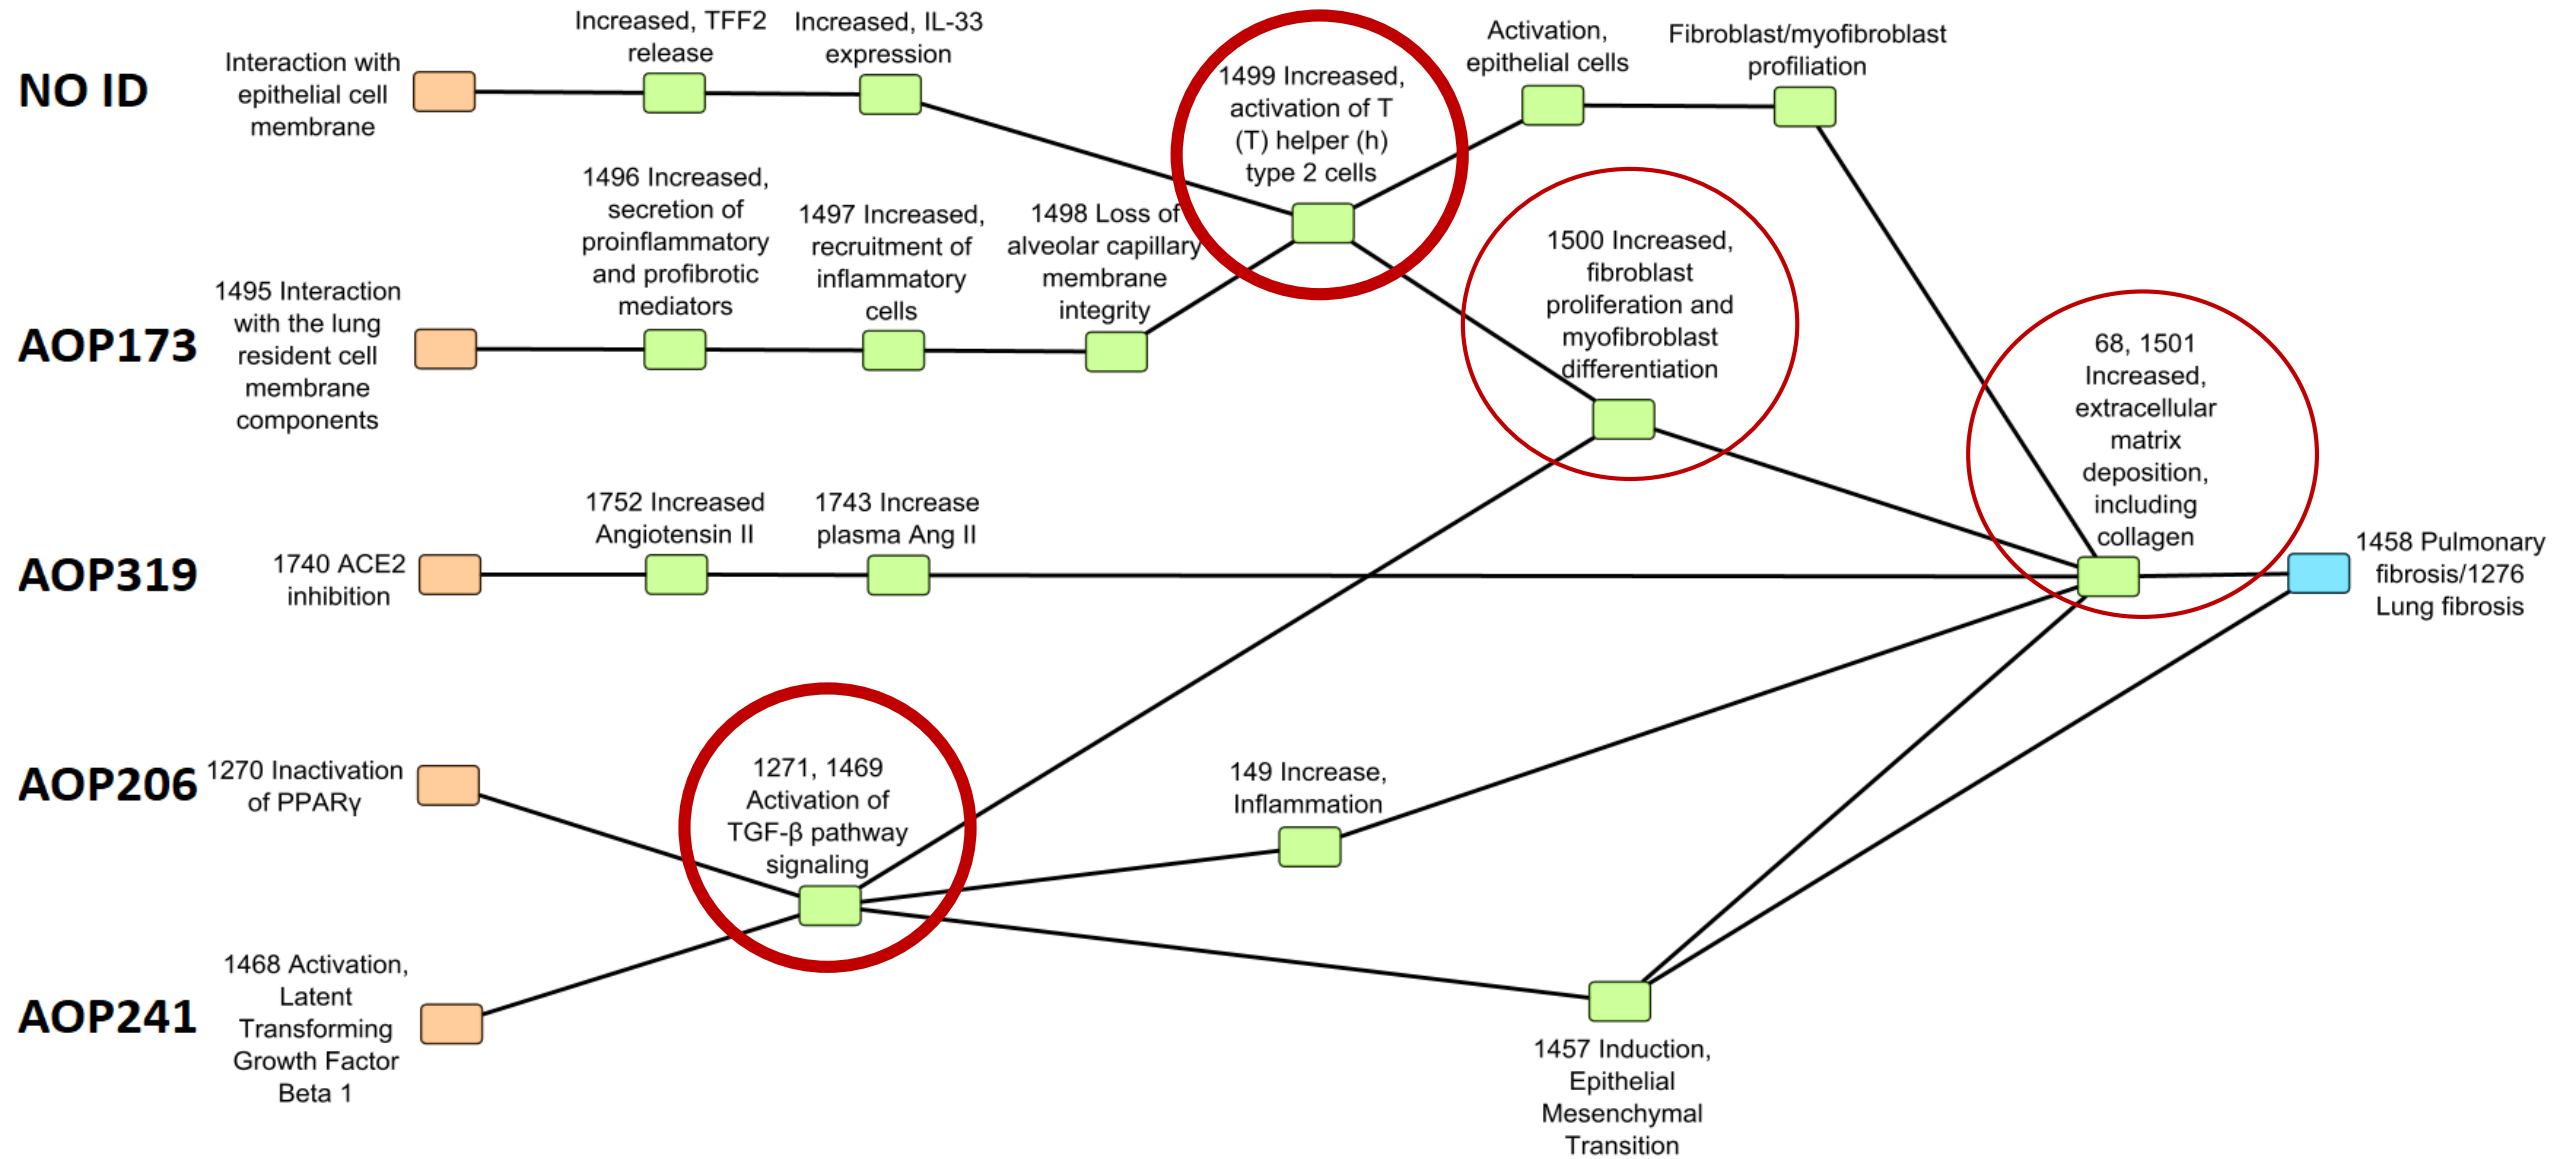 NO ID
Interaction with
epithelial cell
membrane
Increased, TFF2
release
Increased, IL-33
expression
1499 Increased,
activation of T
(T) helper (h)
type 2 cells
Activation,
epithelial cells
Fibroblast/myofibroblast
profiliation
AOP173
1495 Interaction
with the lung
resident cell
membrane
components
1496 Increased,
secretion of
proinflammatory
and profibrotic
mediators
1497 Increased,
recruitment of
inflammatory
cells
1498 Loss of
alveolar capillary
membrane
integrity
1500 Increased,
fibroblast
proliferation and
myofibroblast
differentiation
68, 1501
Increased,
extracellular
matrix
deposition,
including
collagen
AOP319
1740 ACE2
inhibition
1752 Increased
Angiotensin II
1743 Increase
plasma Ang II
1458 Pulmonary
fibrosis/1276
Lung fibrosis
AOP206
1270 Inactivation
of PPARγ
1271, 1469
Activation of
TGF-β pathway
signaling
149 Increase,
Inflammation
AOP241
1468 Activation,
Latent
Transforming
Growth Factor
Beta 1
1457 Induction,
Epithelial
Mesenchymal
Transition